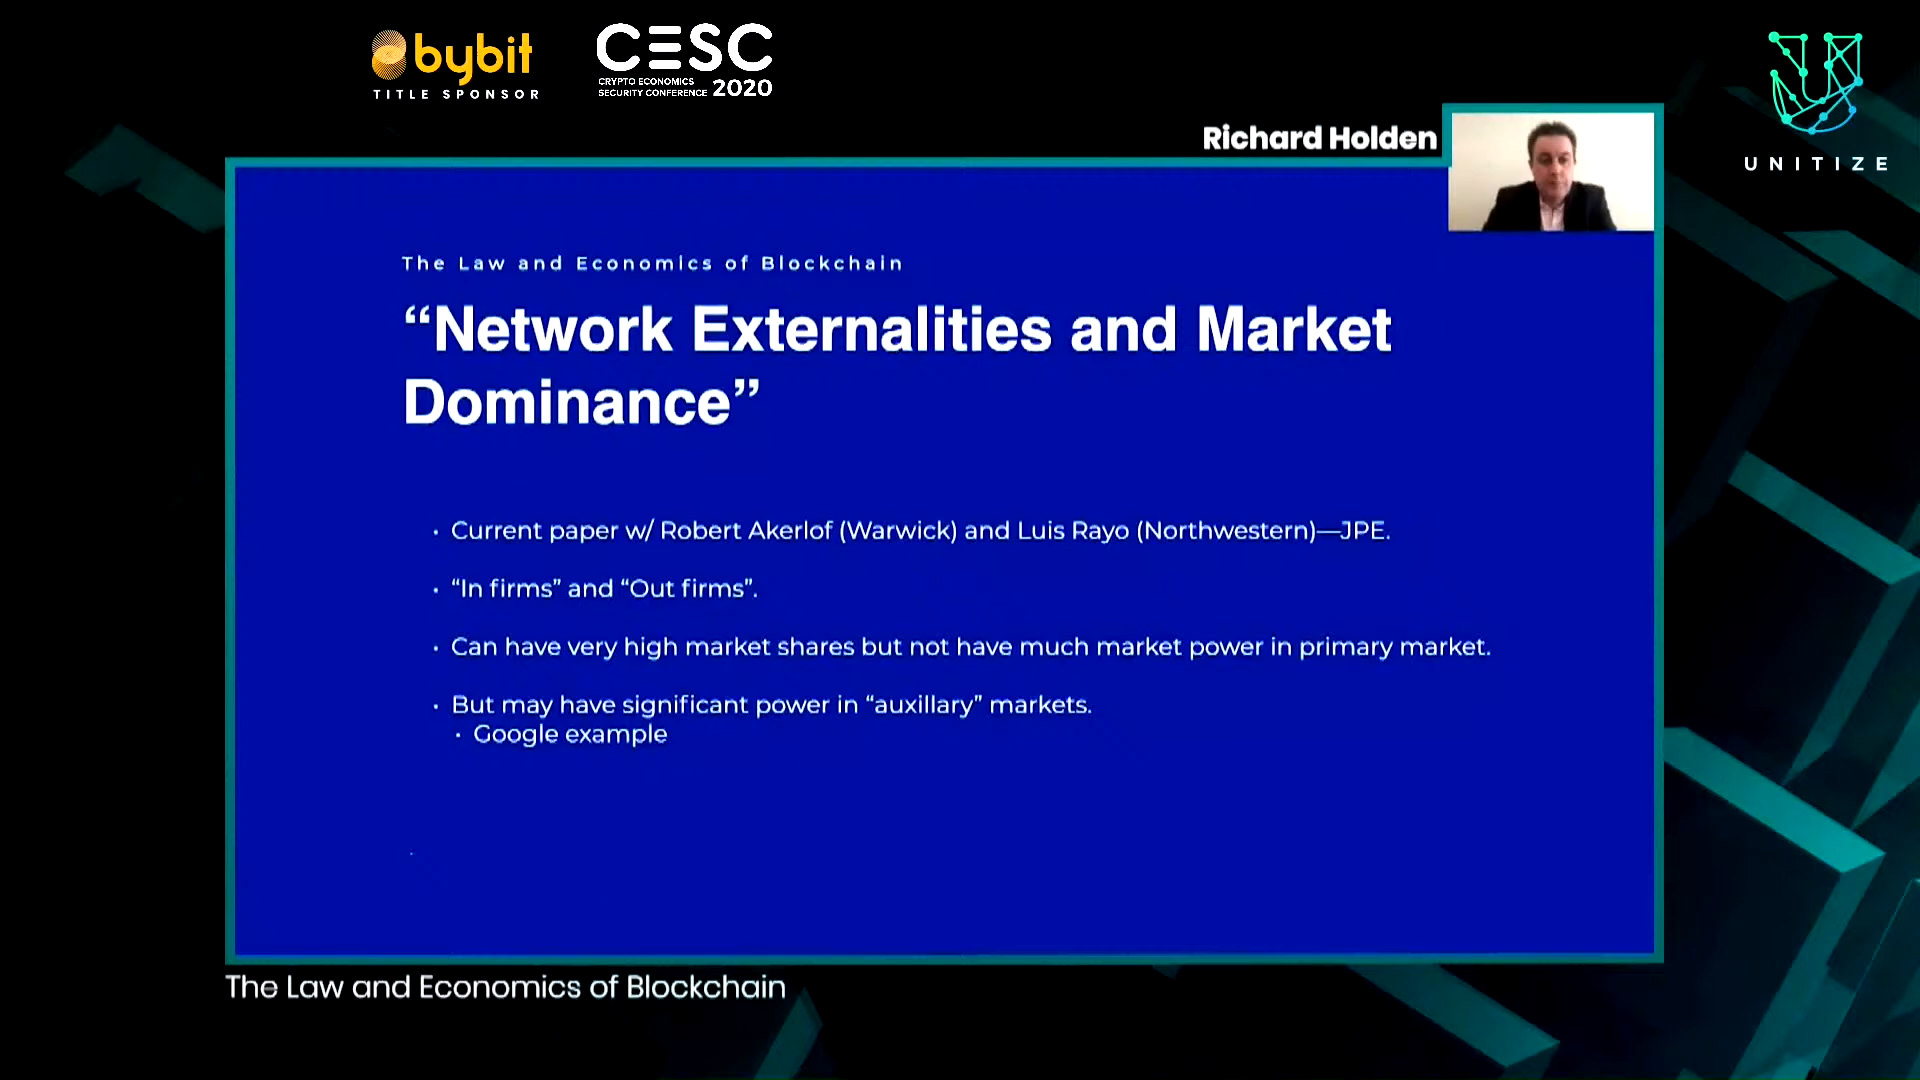 bybit
TITLE SPONSOR
CESC
CRYPTO ECONOMICS
SECURITY CONFERENCE 2020
UNITIZE
Richard Holden
The Law and Economics of Blockchain
“Network Externalities and Market
Dominance”
• Current paper w/ Robert Akerlof (Warwick) and Luis Rayo (Northwestern)—JPE.
• “In firms” and “Out firms”.
• Can have very high market shares but not have much market power in primary market.
• But may have significant power in “auxillary” markets.
• Google example
The Law and Economics of Blockchain